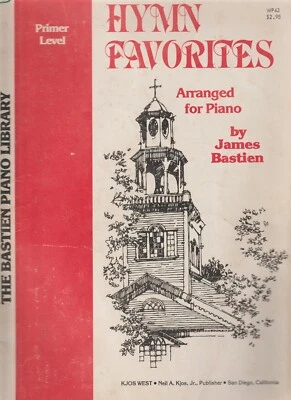 THE BASTIEN PIANO LIBRARY
Primer
Level
HYMN
FAVORITES
$2.95
Arranged
for Piano
by
James
Bastien
KJOS WEST • Neil A. Kjos, Jr., Publisher • San Diego, California